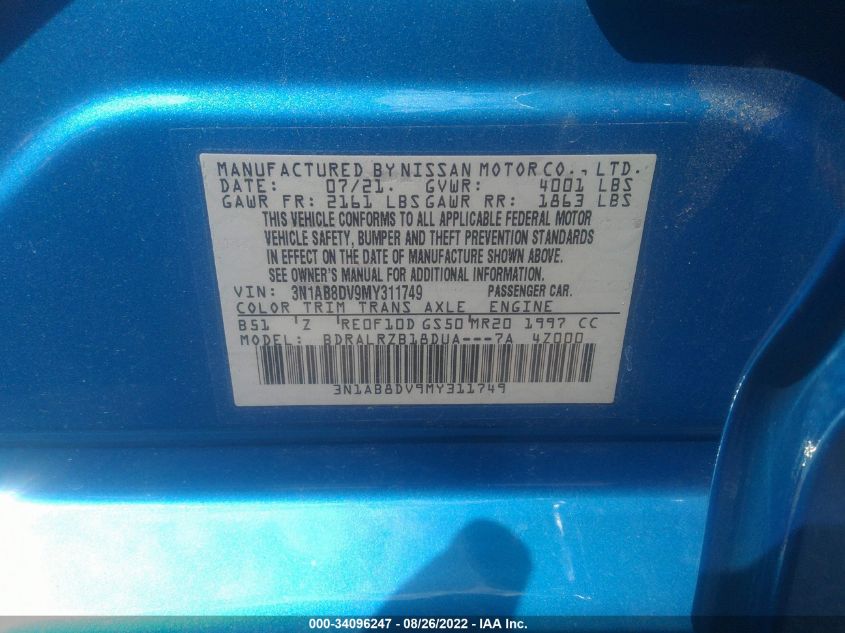 MANUFACTURED BY NISSAN MOTOR CO., LTD.
DATE: 07/21. GVWR: 4001 LBS
GAWR FR: 2161 LBS GAWR RR: 1863 LBS
THIS VEHICLE CONFORMS TO ALL APPLICABLE FEDERAL MOTOR
VEHICLE SAFETY, BUMPER AND THEFT PREVENTION STANDARDS
IN EFFECT ON THE DATE OF MANUFACTURE SHOWN ABOVE.
SEE OWNER'S MANUAL FOR ADDITIONAL INFORMATION.
VIN: 3N1AB8DV9MY311749 PASSENGER CAR.
COLOR TRIM TRANS AXLE ENGINE
B51 Z RE0F10D GS50 MR20 1997 CC
MODEL: BDRALRZB18DUA---7A 4Z000
3N1AB8DV9MY311749
000-34096247 - 08/26/2022 - IAA Inc.